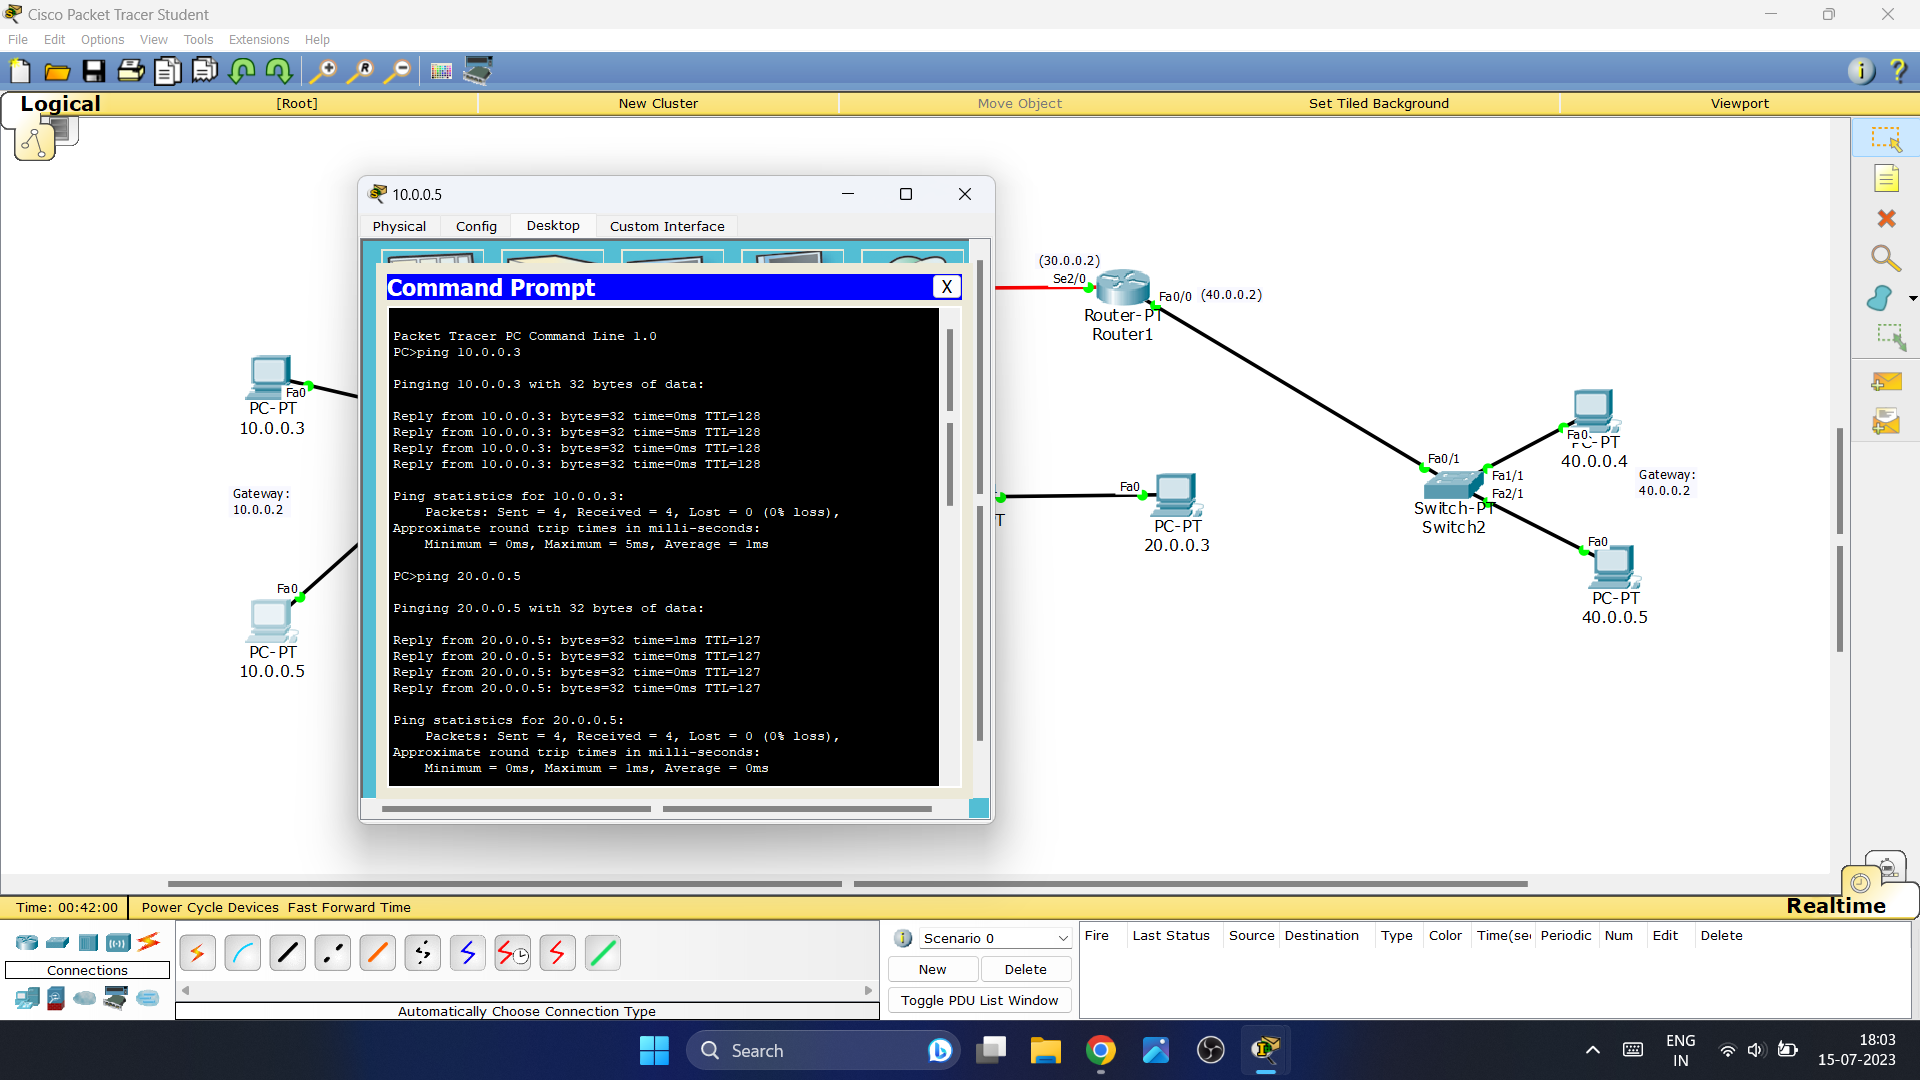 Cisco Packet Tracer Student
File Edit Options View Tools Extensions Help
Logical
[Root]
New Cluster
Move Object
Set Tiled Background
Viewport
10.0.0.5
Physical
Config
Desktop
Custom Interface
Command Prompt
X
Packet Tracer PC Command Line 1.0
PC>ping 10.0.0.3
Pinging 10.0.0.3 with 32 bytes of data:
Reply from 10.0.0.3: bytes=32 time=0ms TTL=128
Reply from 10.0.0.3: bytes=32 time=5ms TTL=128
Reply from 10.0.0.3: bytes=32 time=0ms TTL=128
Reply from 10.0.0.3: bytes=32 time=0ms TTL=128
Ping statistics for 10.0.0.3:
Packets: Sent = 4, Received = 4, Lost = 0 (0% loss),
Approximate round trip times in milli-seconds:
Minimum = 0ms, Maximum = 5ms, Average = 1ms
PC>ping 20.0.0.5
Pinging 20.0.0.5 with 32 bytes of data:
Reply from 20.0.0.5: bytes=32 time=1ms TTL=127
Reply from 20.0.0.5: bytes=32 time=0ms TTL=127
Reply from 20.0.0.5: bytes=32 time=0ms TTL=127
Reply from 20.0.0.5: bytes=32 time=0ms TTL=127
Ping statistics for 20.0.0.5:
Packets: Sent = 4, Received = 4, Lost = 0 (0% loss),
Approximate round trip times in milli-seconds:
Minimum = 0ms, Maximum = 1ms, Average = 0ms
Fa0
PC-PT
10.0.0.3
Gateway:
10.0.0.2
Fa0
PC-PT
10.0.0.5
(30.0.0.2)
Se2/0
Fa0/0 (40.0.0.2)
Router-PT
Router1
T
Fa0
PC-PT
20.0.0.3
Fa0/1
Fa1/1
Fa2/1
Switch-PT
Switch2
Fa0
PC-PT
40.0.0.4
Gateway:
40.0.0.2
Fa0
PC-PT
40.0.0.5
Time: 00:42:00
Power Cycle Devices Fast Forward Time
Realtime
Connections
Automatically Choose Connection Type
Scenario 0
New
Delete
Toggle PDU List Window
Fire Last Status Source Destination Type Color Time(sec Periodic Num Edit Delete
Search
ENG
IN
18:03
15-07-2023